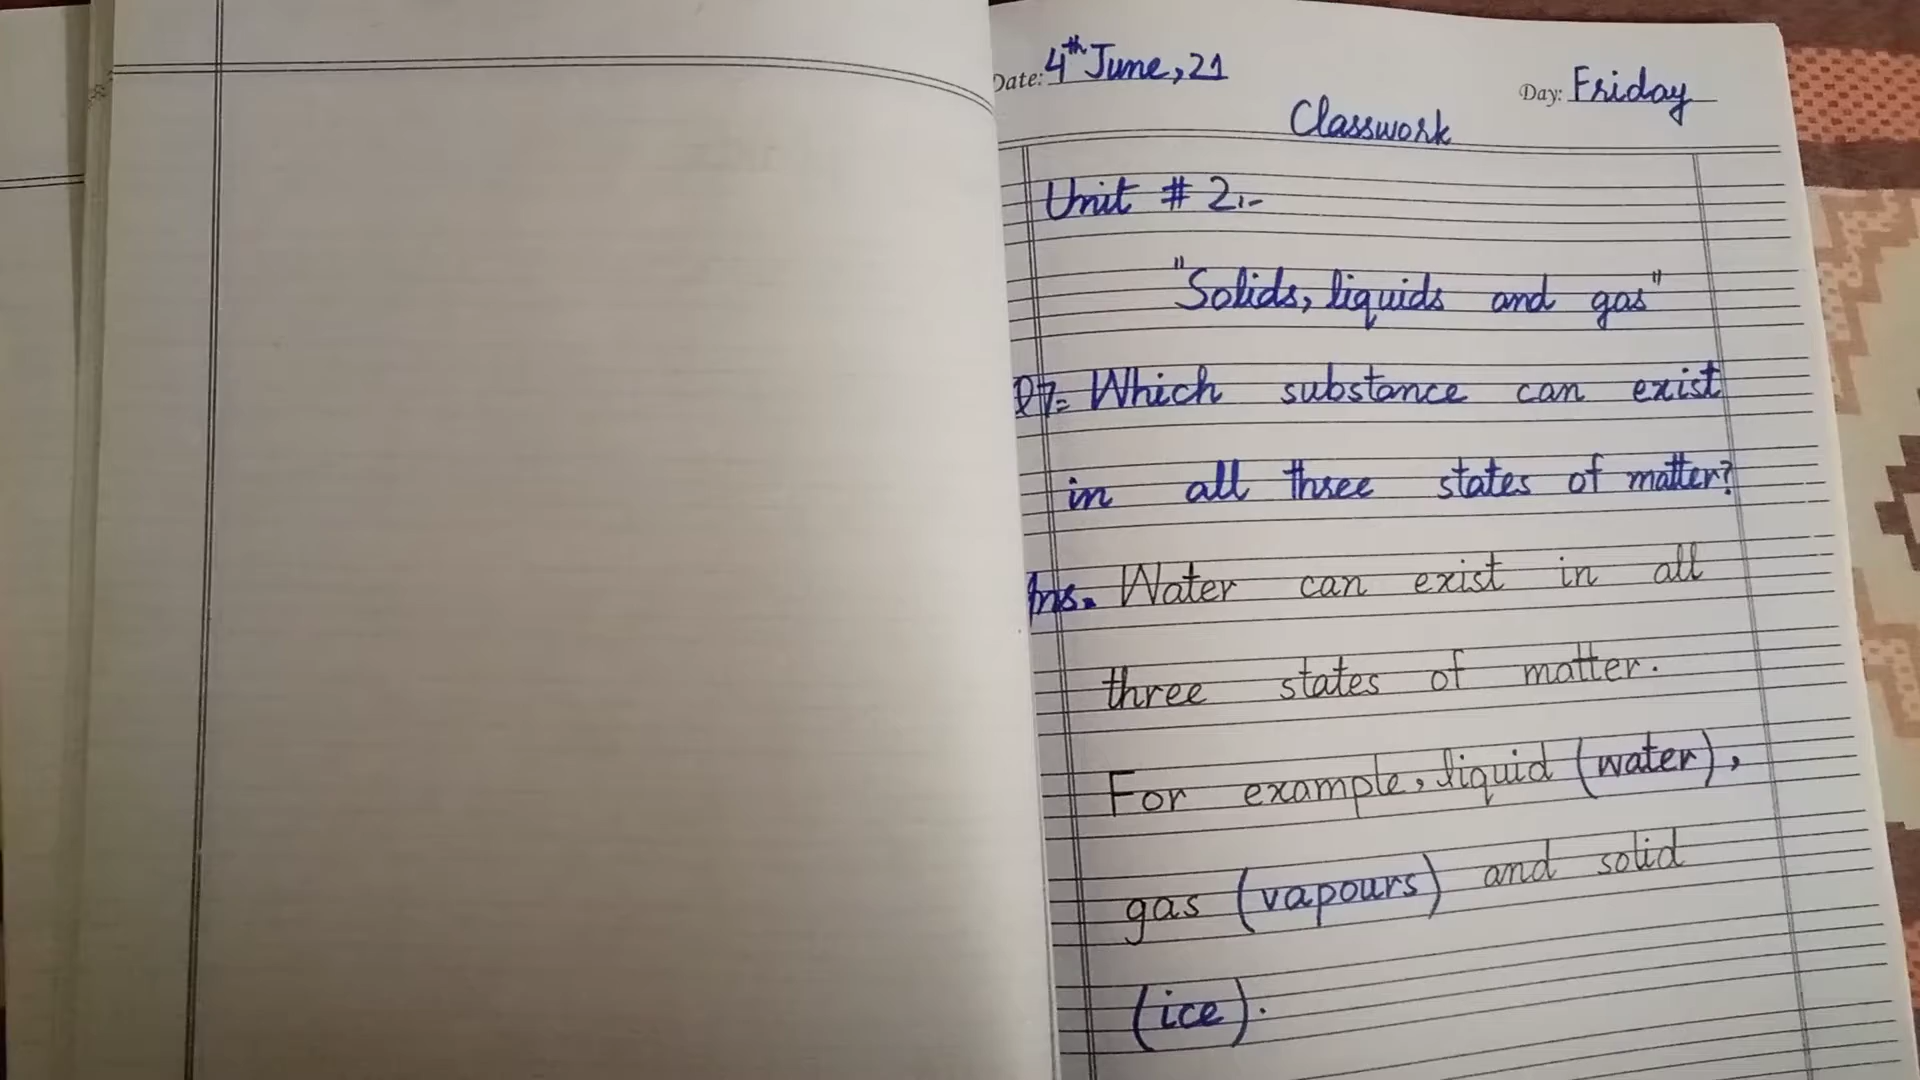 Date: 4th June, 21
Day: Friday
Classwork
Unit # 2:-
"Solids, liquids and gas"
Q7= Which substance can exist
in all three states of matter?
Ans. Water can exist in all
three states of matter.
For example, liquid (water),
gas (vapours) and solid
(ice).